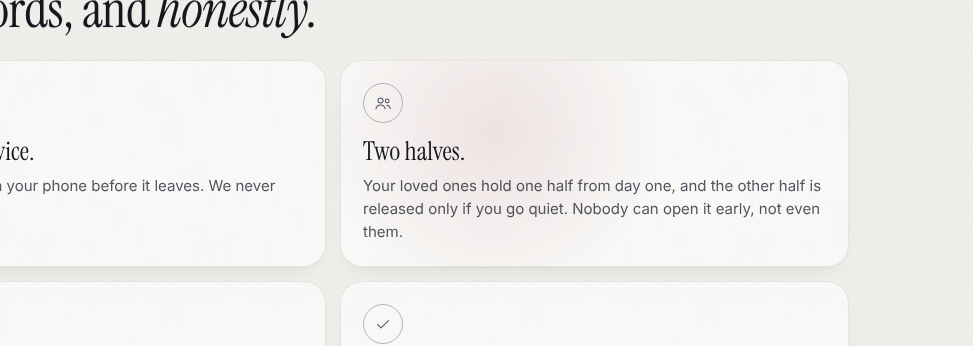 and honestly.
Two halves.
your phone before it leaves. We never
Your loved ones hold one half from day one, and the other half is
released only if you go quiet. Nobody can open it early, not even
them.